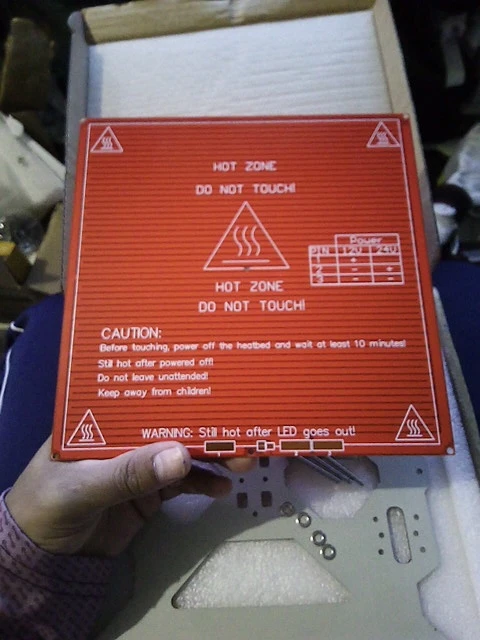 HOT ZONE
DO NOT TOUCH!
Power
PIN 12V 24V
1 +
2 - +
3 - -
HOT ZONE
DO NOT TOUCH!
CAUTION:
Before touching, power off the heatbed and wait at least 10 minutes!
Still hot after powered off!
Do not leave unattended!
Keep away from children!
WARNING: Still hot after LED goes out!